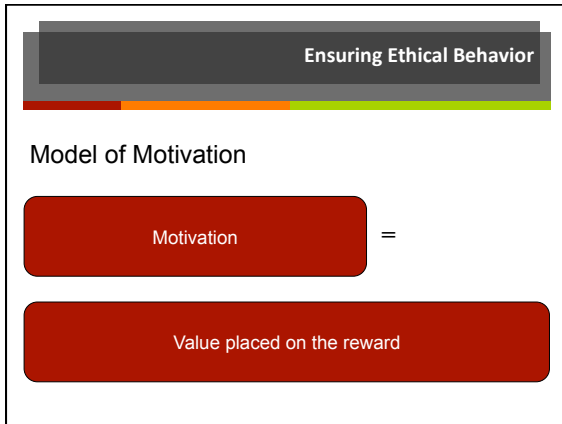 Ensuring Ethical Behavior
Model of Motivation
Motivation =
Value placed on the reward